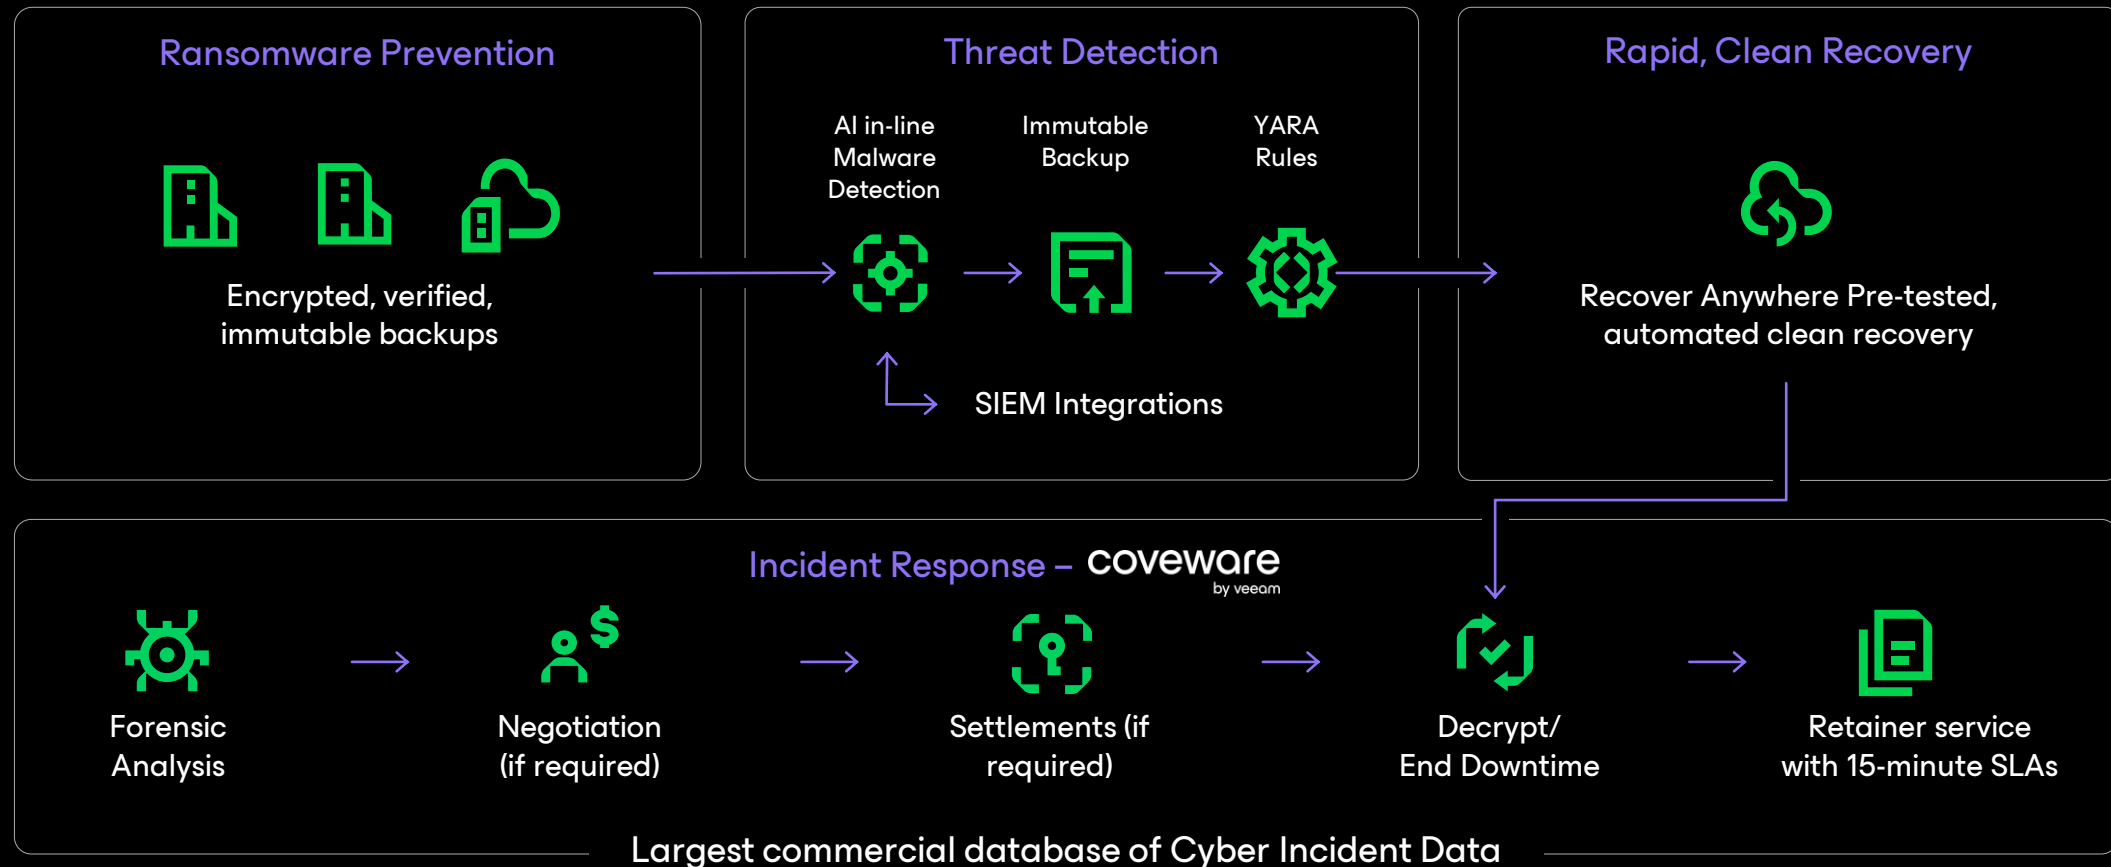 Ransomware Prevention
Encrypted, verified,
immutable backups
Threat Detection
AI in-line
Malware
Detection
Immutable
Backup
YARA
Rules
SIEM Integrations
Rapid, Clean Recovery
Recover Anywhere Pre-tested,
automated clean recovery
Incident Response – coveware
by veeam
Forensic
Analysis
Negotiation
(if required)
Settlements (if
required)
Decrypt/
End Downtime
Retainer service
with 15-minute SLAs
Largest commercial database of Cyber Incident Data